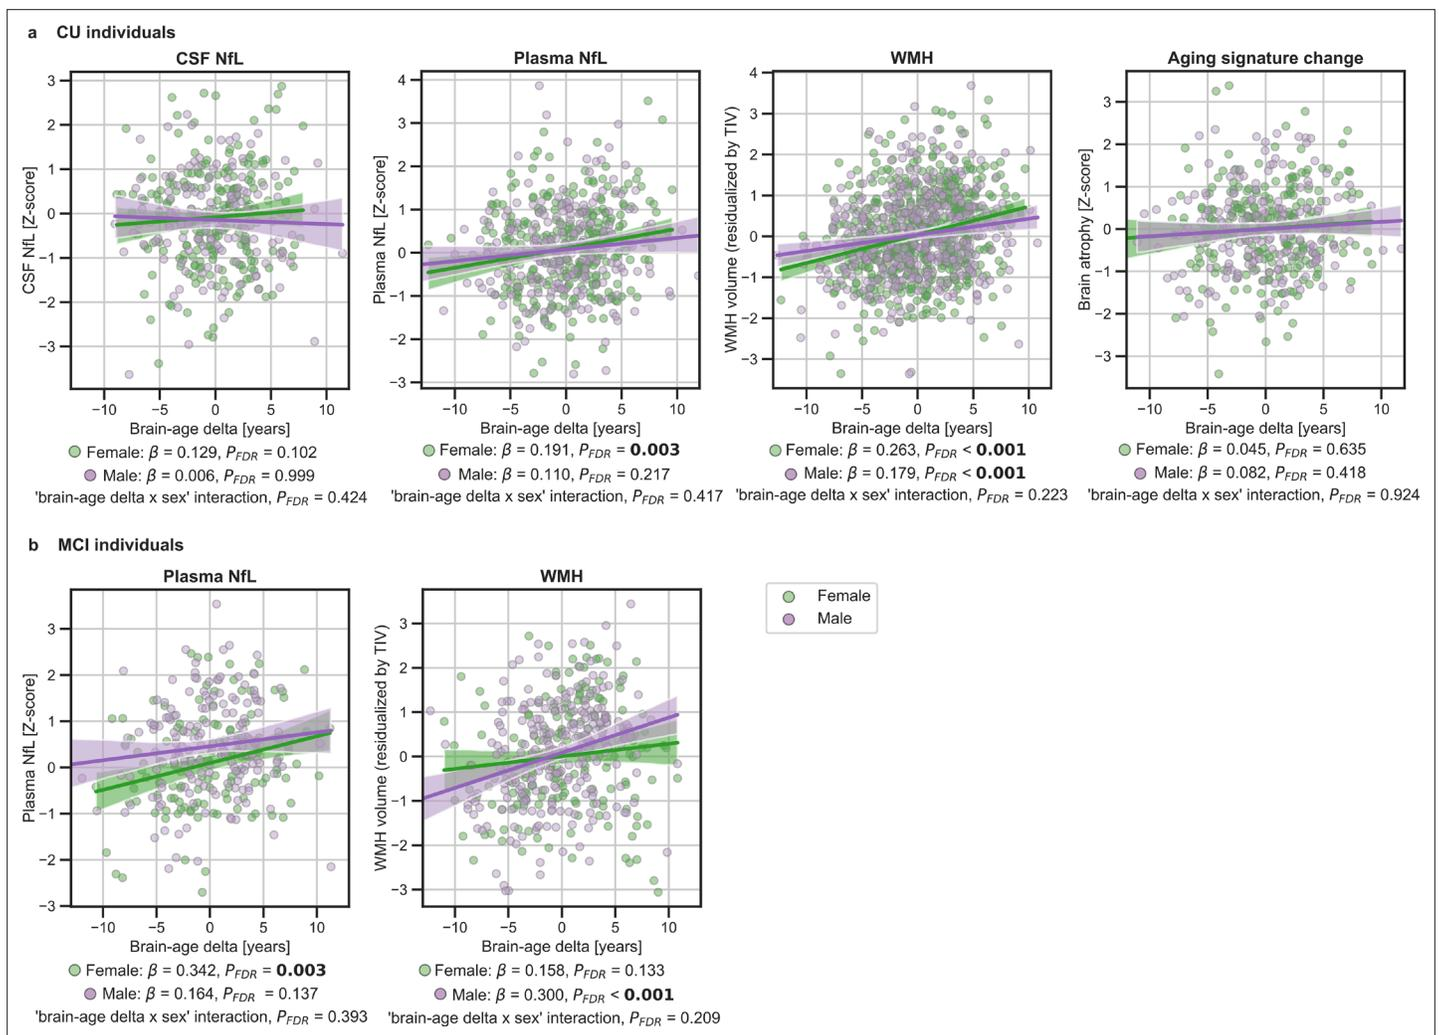 a CU individuals
CSF NfL
Plasma NfL
WMH
Aging signature change
CSF NfL [Z-score]
3
2
1
0
−1
−2
−3
−10 −5 0 5 10
Brain-age delta [years]
Female: β = 0.129, PFDR = 0.102
Male: β = 0.006, PFDR = 0.999
'brain-age delta x sex' interaction, PFDR = 0.424
Plasma NfL [Z-score]
4
3
2
1
0
−1
−2
−3
−10 −5 0 5 10
Brain-age delta [years]
Female: β = 0.191, PFDR = 0.003
Male: β = 0.110, PFDR = 0.217
'brain-age delta x sex' interaction, PFDR = 0.417
WMH volume (residualized by TIV)
4
3
2
1
0
−1
−2
−3
−10 −5 0 5 10
Brain-age delta [years]
Female: β = 0.263, PFDR < 0.001
Male: β = 0.179, PFDR < 0.001
'brain-age delta x sex' interaction, PFDR = 0.223
Brain atrophy [Z-score]
3
2
1
0
−1
−2
−3
−10 −5 0 5 10
Brain-age delta [years]
Female: β = 0.045, PFDR = 0.635
Male: β = 0.082, PFDR = 0.418
'brain-age delta x sex' interaction, PFDR = 0.924
b MCI individuals
Plasma NfL
WMH
Plasma NfL [Z-score]
3
2
1
0
−1
−2
−3
−10 −5 0 5 10
Brain-age delta [years]
Female: β = 0.342, PFDR = 0.003
Male: β = 0.164, PFDR = 0.137
'brain-age delta x sex' interaction, PFDR = 0.393
WMH volume (residualized by TIV)
3
2
1
0
−1
−2
−3
−10 −5 0 5 10
Brain-age delta [years]
Female: β = 0.158, PFDR = 0.133
Male: β = 0.300, PFDR < 0.001
'brain-age delta x sex' interaction, PFDR = 0.209
Female
Male